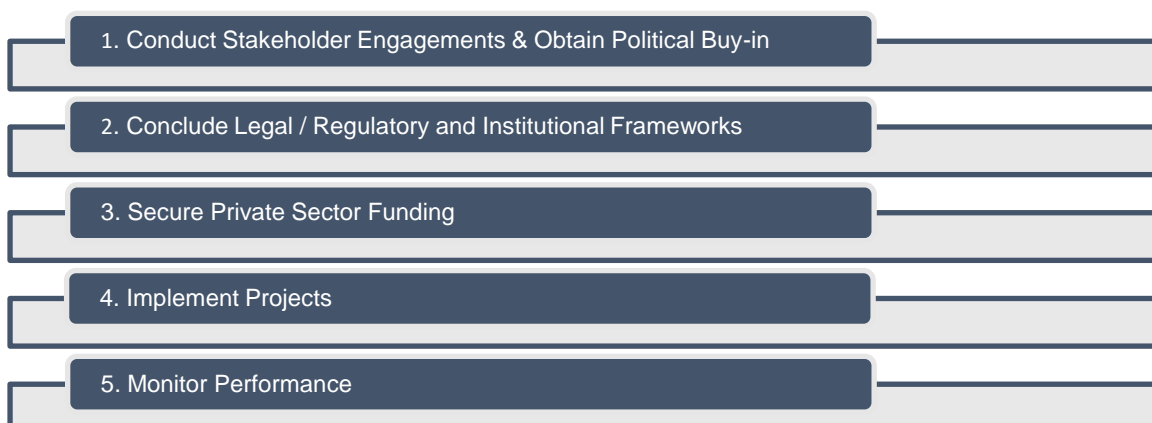 1. Conduct Stakeholder Engagements & Obtain Political Buy-in
2. Conclude Legal / Regulatory and Institutional Frameworks
3. Secure Private Sector Funding
4. Implement Projects
5. Monitor Performance